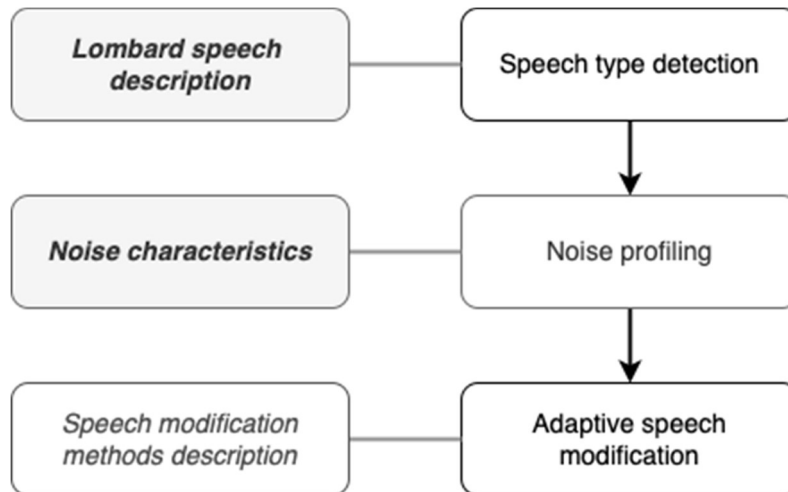 Lombard speech
description
Speech type detection
Noise characteristics
Noise profiling
Speech modification
methods description
Adaptive speech
modification